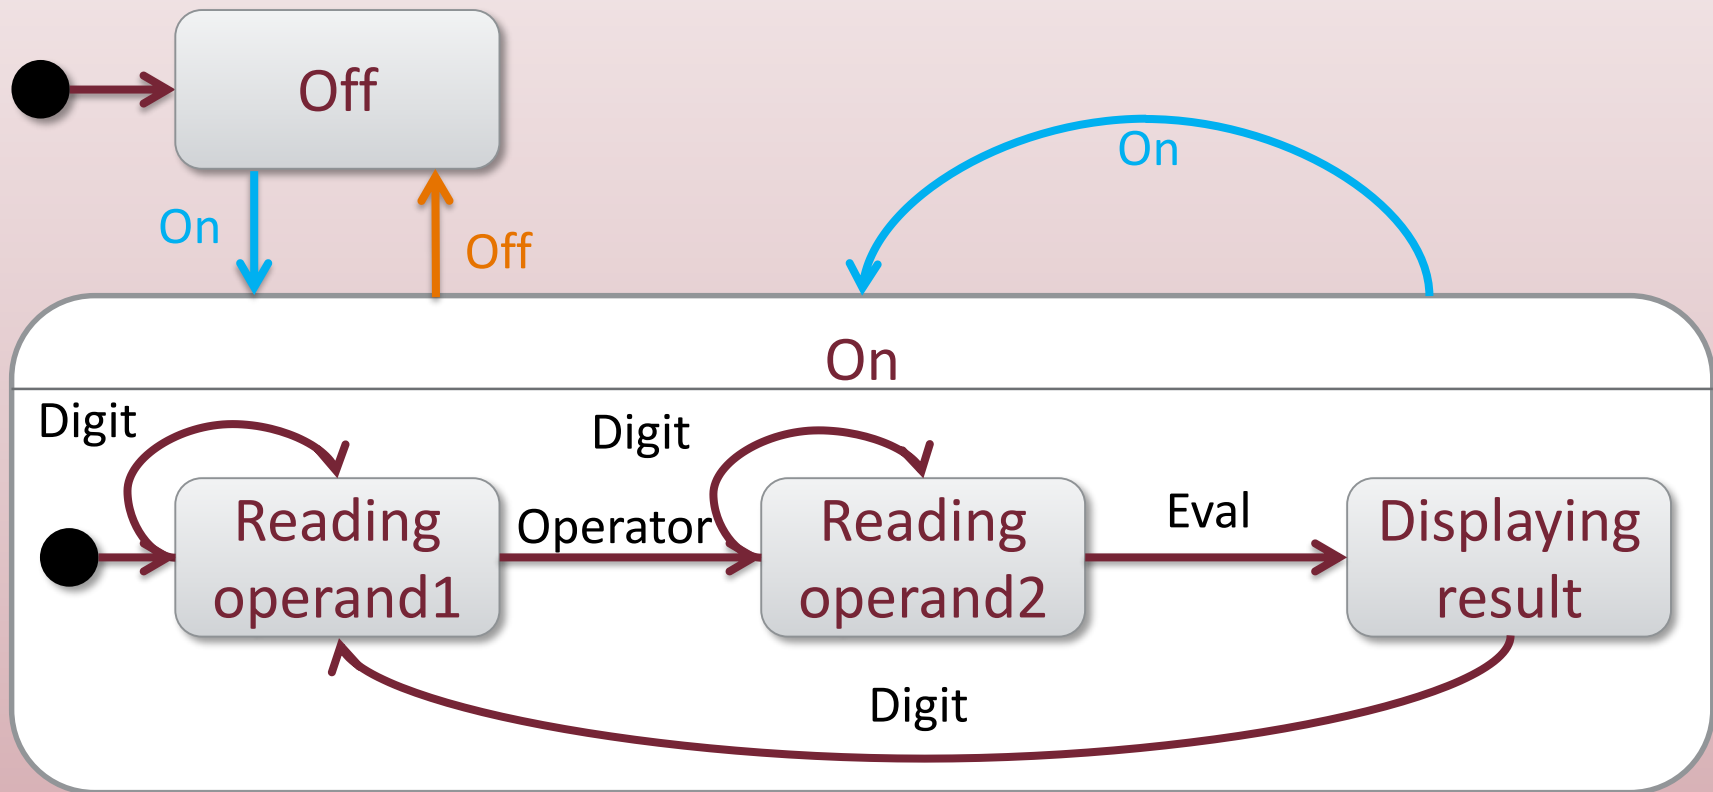 Off
On
On
Off
On
Digit
Digit
Reading
operand1
Operator
Reading
operand2
Eval
Displaying
result
Digit